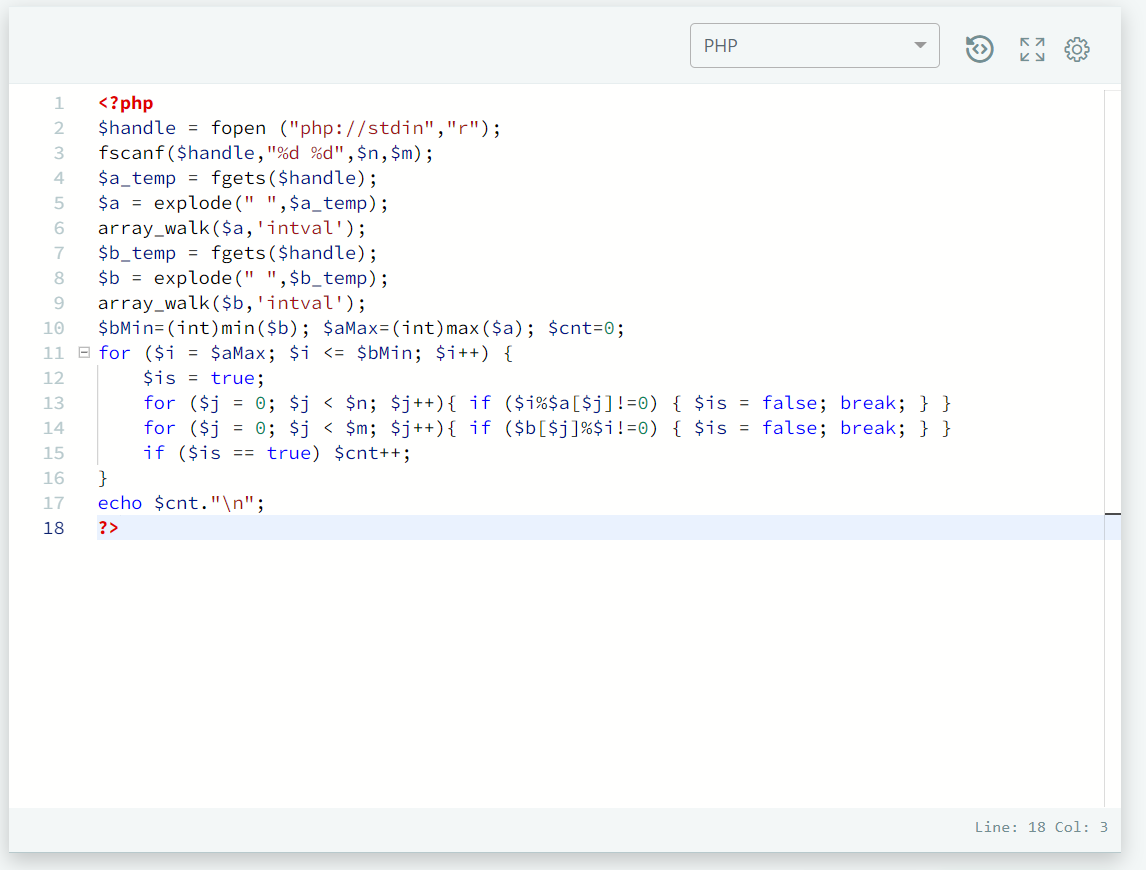 PHP
1 <?php
2 $handle = fopen ("php://stdin","r");
3 fscanf($handle,"%d %d",$n,$m);
4 $a_temp = fgets($handle);
5 $a = explode(" ",$a_temp);
6 array_walk($a,'intval');
7 $b_temp = fgets($handle);
8 $b = explode(" ",$b_temp);
9 array_walk($b,'intval');
10 $bMin=(int)min($b); $aMax=(int)max($a); $cnt=0;
11 for ($i = $aMax; $i <= $bMin; $i++) {
12     $is = true;
13     for ($j = 0; $j < $n; $j++){ if ($i%$a[$j]!=0) { $is = false; break; } }
14     for ($j = 0; $j < $m; $j++){ if ($b[$j]%$i!=0) { $is = false; break; } }
15     if ($is == true) $cnt++;
16 }
17 echo $cnt."\n";
18 ?>
Line: 18 Col: 3